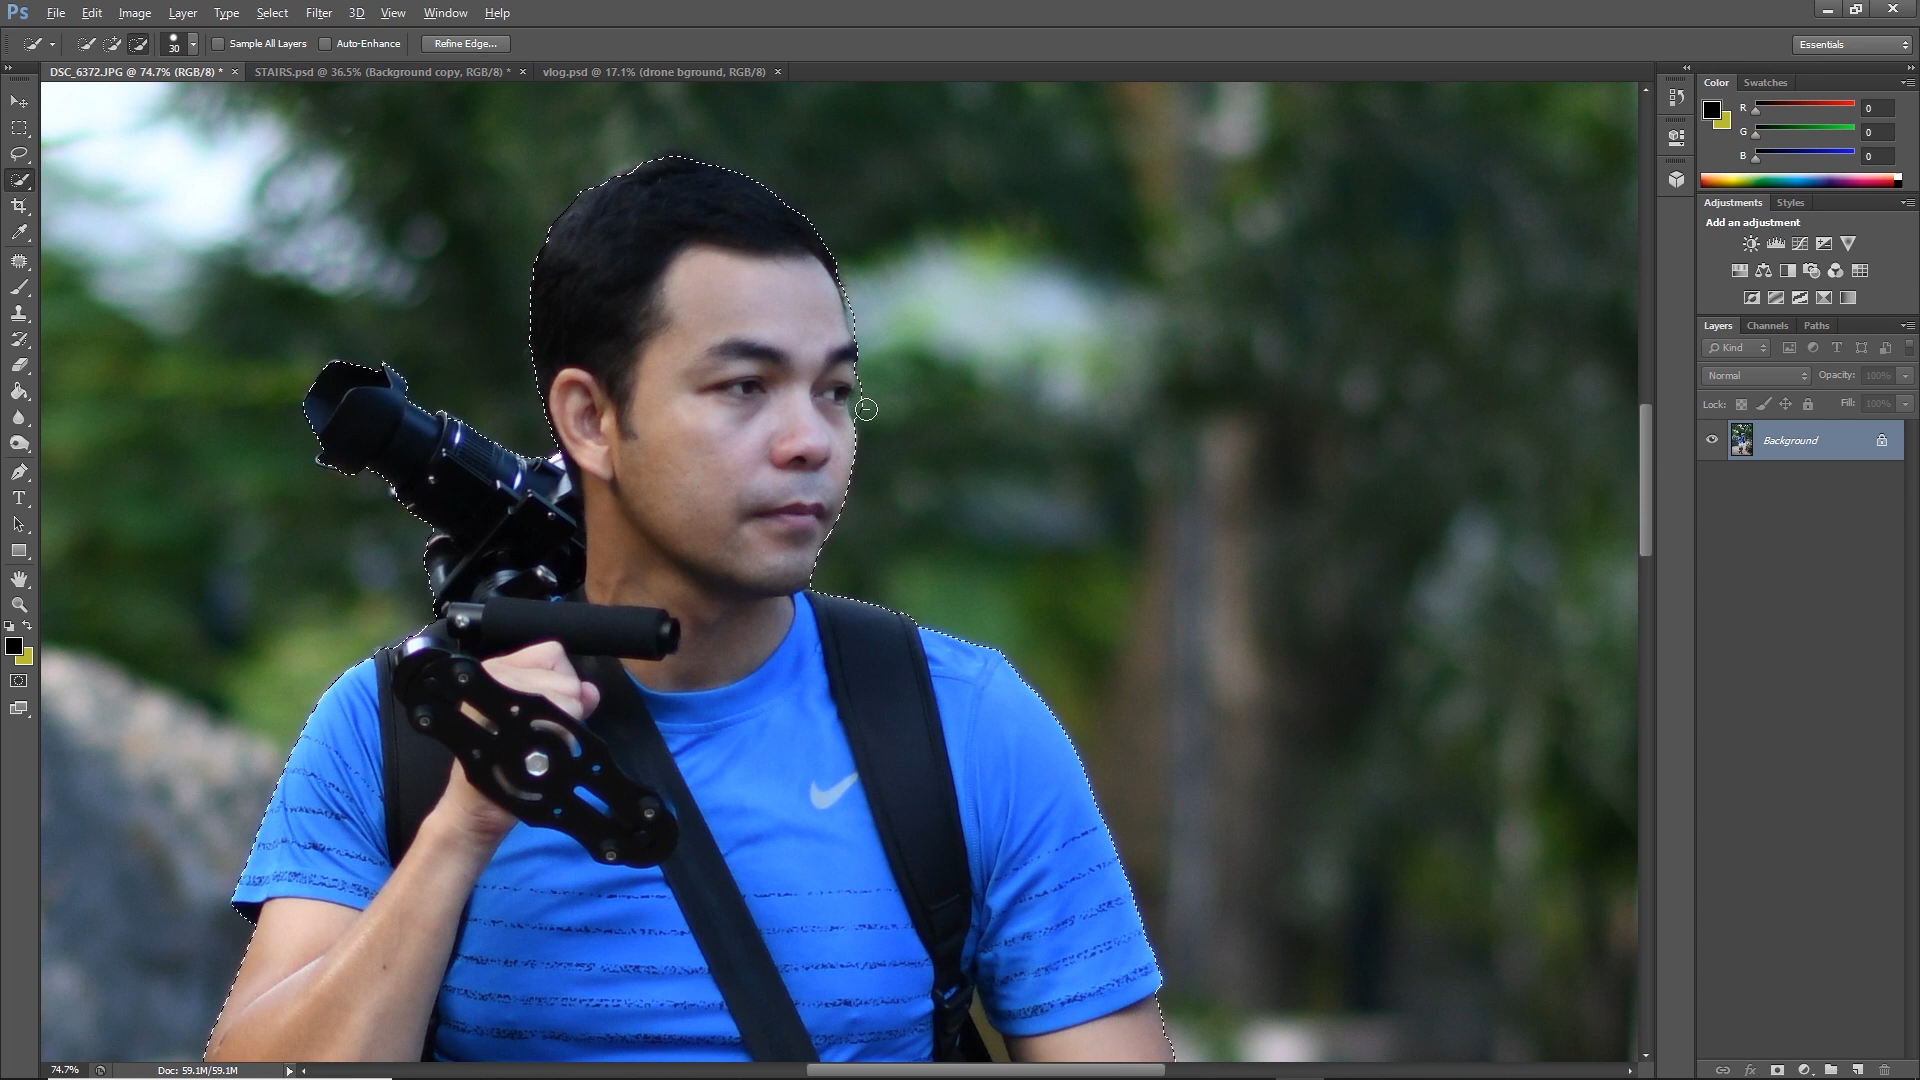 Ps File Edit Image Layer Type Select Filter 3D View Window Help
30 Sample All Layers Auto-Enhance Refine Edge... Essentials
DSC_6372.JPG @ 74.7% (RGB/8) * × STAIRS.psd @ 36.5% (Background copy, RGB/8) * × vlog.psd @ 17.1% (drone bground, RGB/8) ×
Color Swatches
R 0
G 0
B 0
Adjustments Styles
Add an adjustment
Layers Channels Paths
Kind T
Normal Opacity: 100%
Lock: Fill: 100%
Background
T
74.7% Doc: 59.1M/59.1M
fx